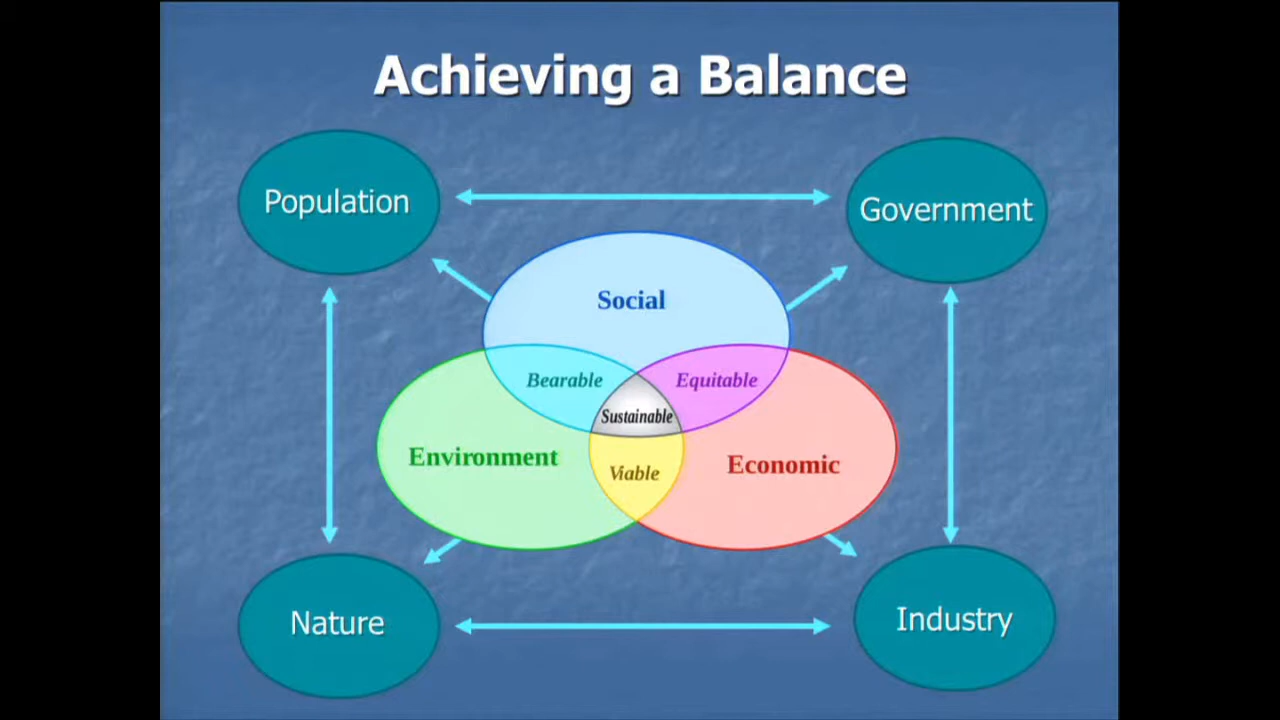 Achieving a Balance
Population
Government
Social
Bearable
Equitable
Sustainable
Environment
Viable
Economic
Nature
Industry